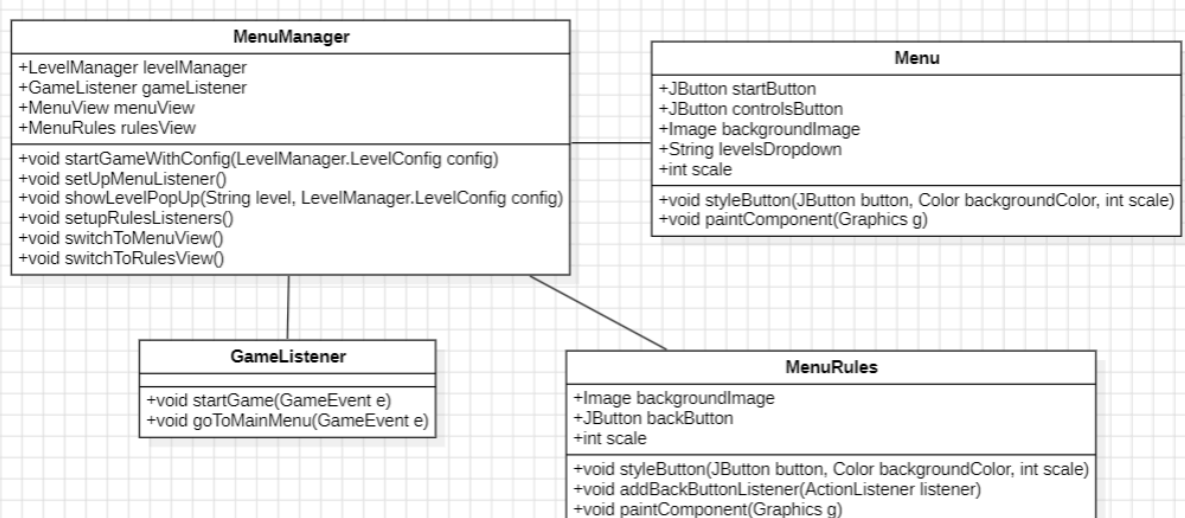 MenuManager
+LevelManager levelManager
+GameListener gameListener
+MenuView menuView
+MenuRules rulesView
+void startGameWithConfig(LevelManager.LevelConfig config)
+void setUpMenuListener()
+void showLevelPopUp(String level, LevelManager.LevelConfig config)
+void setupRulesListeners()
+void switchToMenuView()
+void switchToRulesView()
Menu
+JButton startButton
+JButton controlsButton
+Image backgroundImage
+String levelsDropdown
+int scale
+void styleButton(JButton button, Color backgroundColor, int scale)
+void paintComponent(Graphics g)
GameListener
+void startGame(GameEvent e)
+void goToMainMenu(GameEvent e)
MenuRules
+Image backgroundImage
+JButton backButton
+int scale
+void styleButton(JButton button, Color backgroundColor, int scale)
+void addBackButtonListener(ActionListener listener)
+void paintComponent(Graphics g)